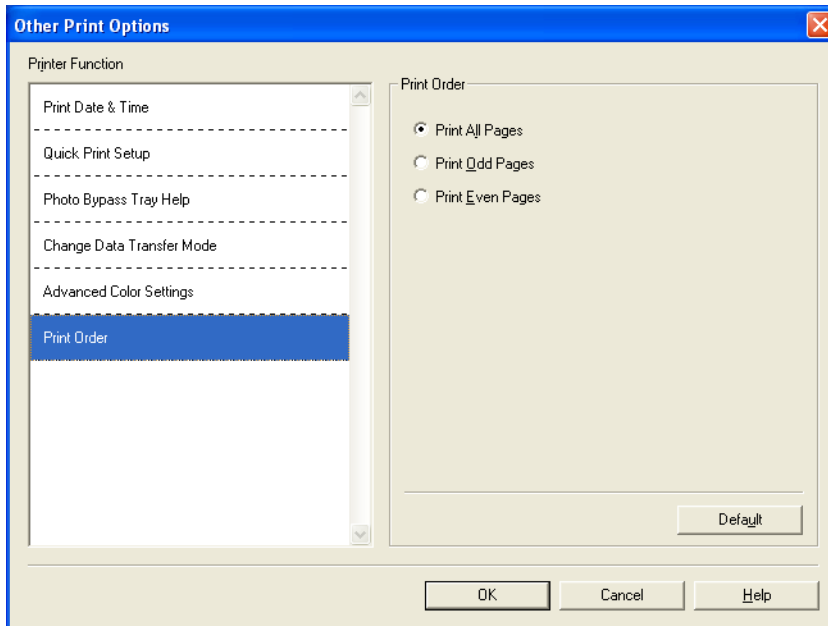 Other Print Options
Printer Function
Print Date & Time
Quick Print Setup
Photo Bypass Tray Help
Change Data Transfer Mode
Advanced Color Settings
Print Order
Print Order
Print All Pages
Print Odd Pages
Print Even Pages
Default
OK
Cancel
Help